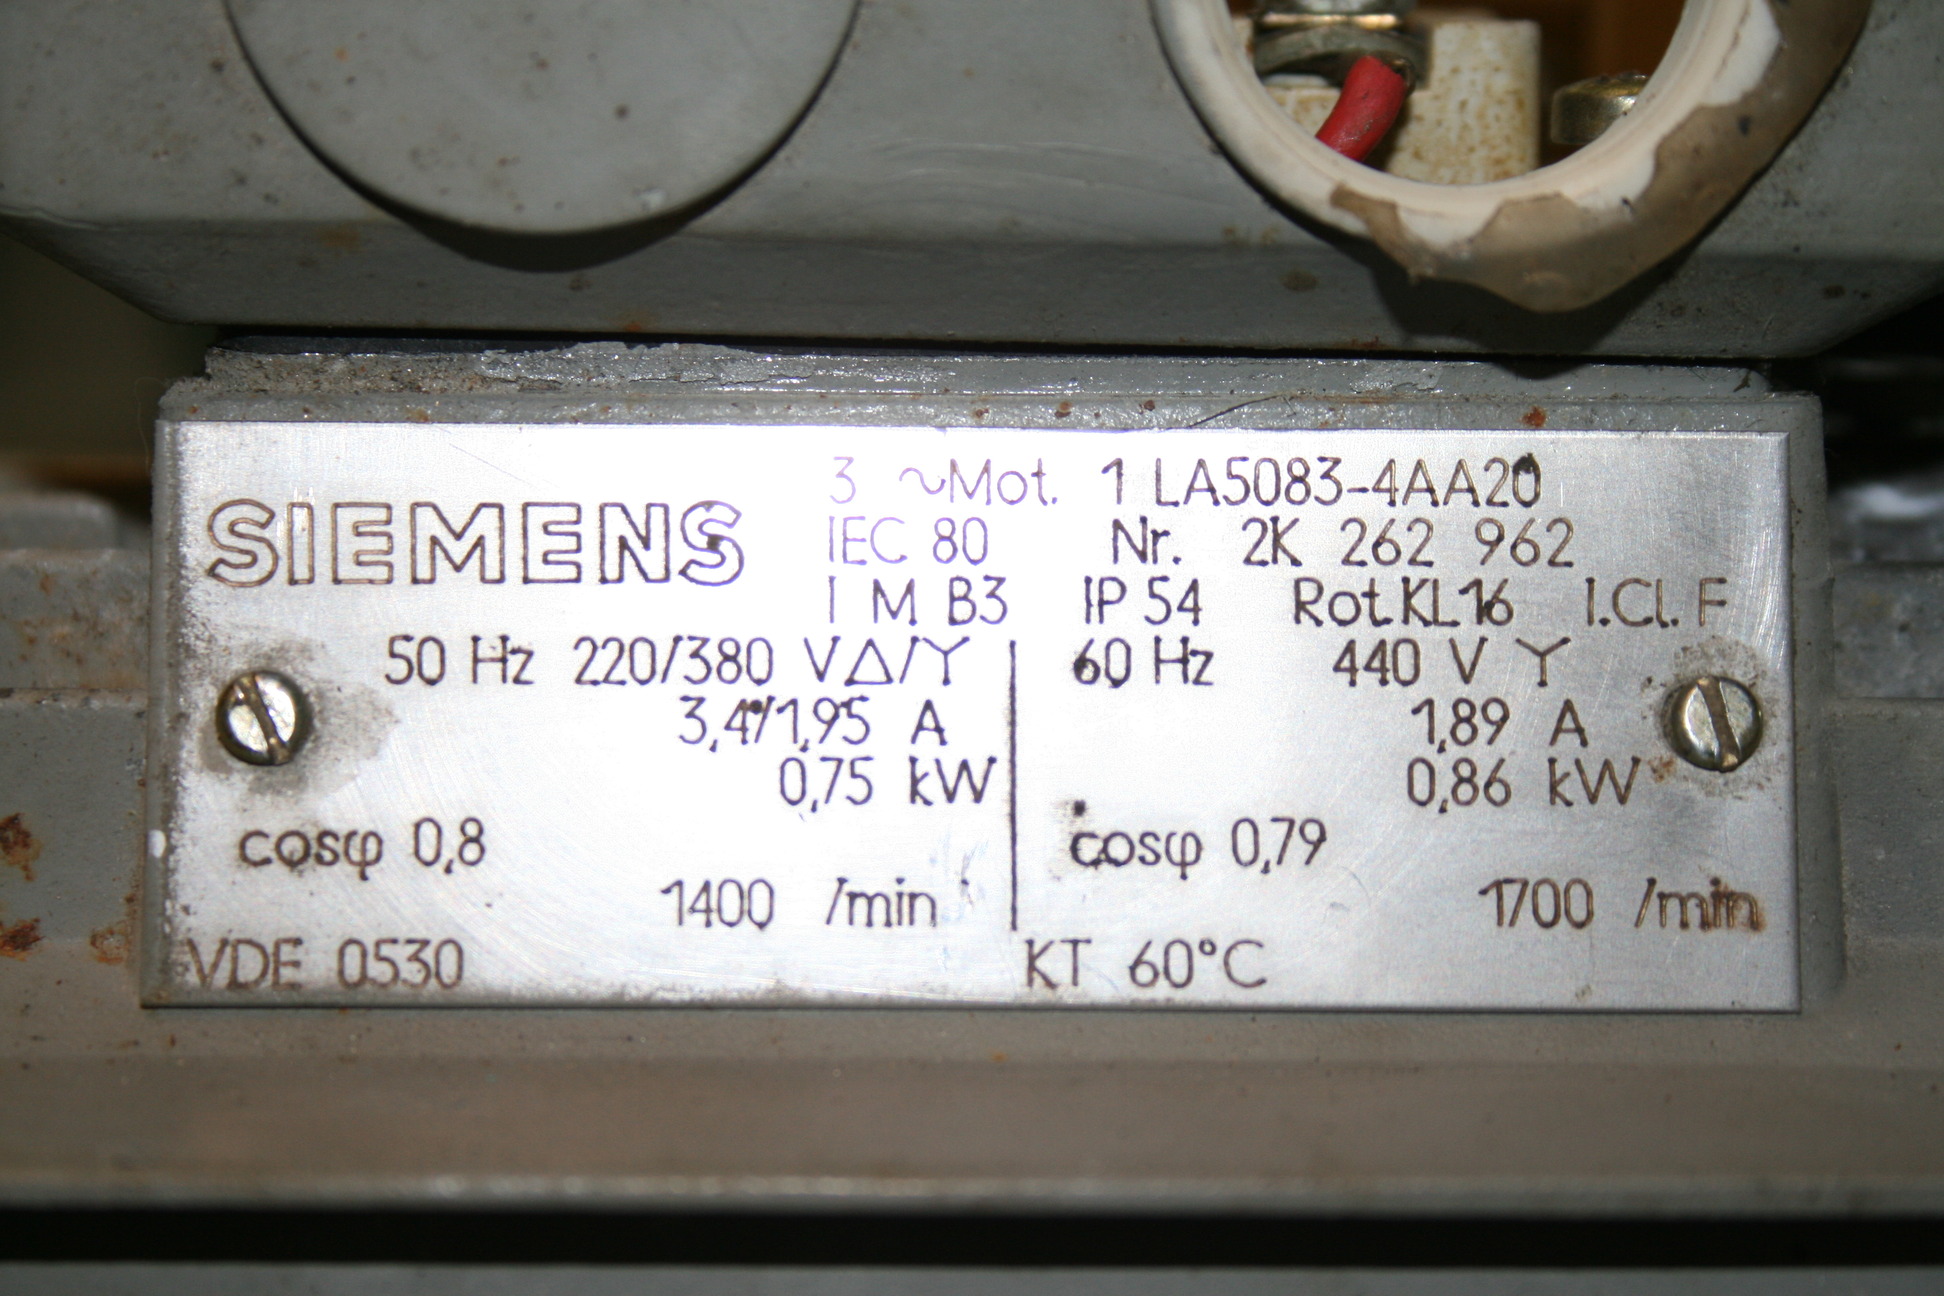 3 ~Mot. 1 LA5083-4AA20
SIEMENS
IEC 80 Nr. 2K 262 962
I M B3 IP 54 Rot.KL16 I.Cl. F
50 Hz 220/380 V Δ/Y 60 Hz 440 V Y
3,4/1,95 A 1,89 A
0,75 kW 0,86 kW
cosφ 0,8 cosφ 0,79
1400 /min 1700 /min
VDE 0530 KT 60°C